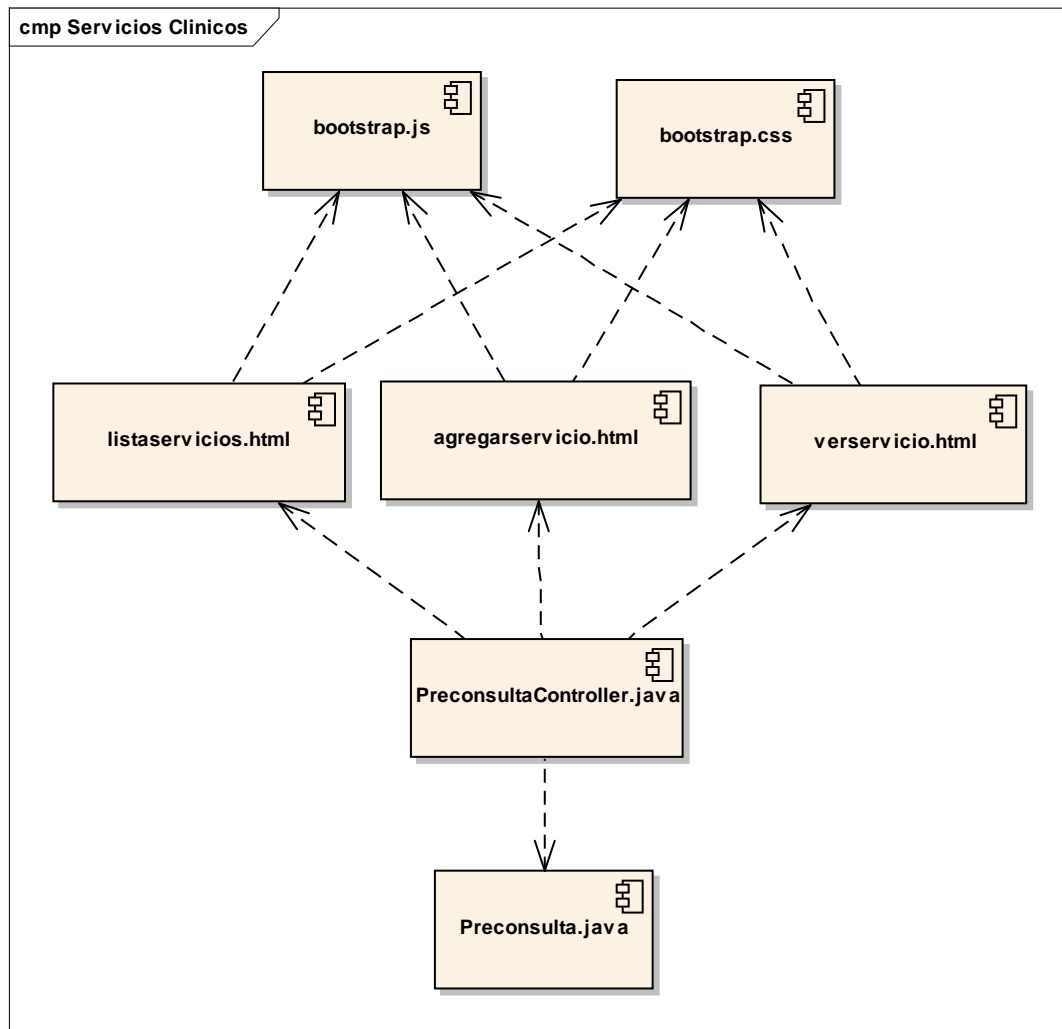 cmp Servicios Clinicos
bootstrap.js
bootstrap.css
listaservicios.html
agregarservicio.html
verservicio.html
PreconsultaController.java
Preconsulta.java